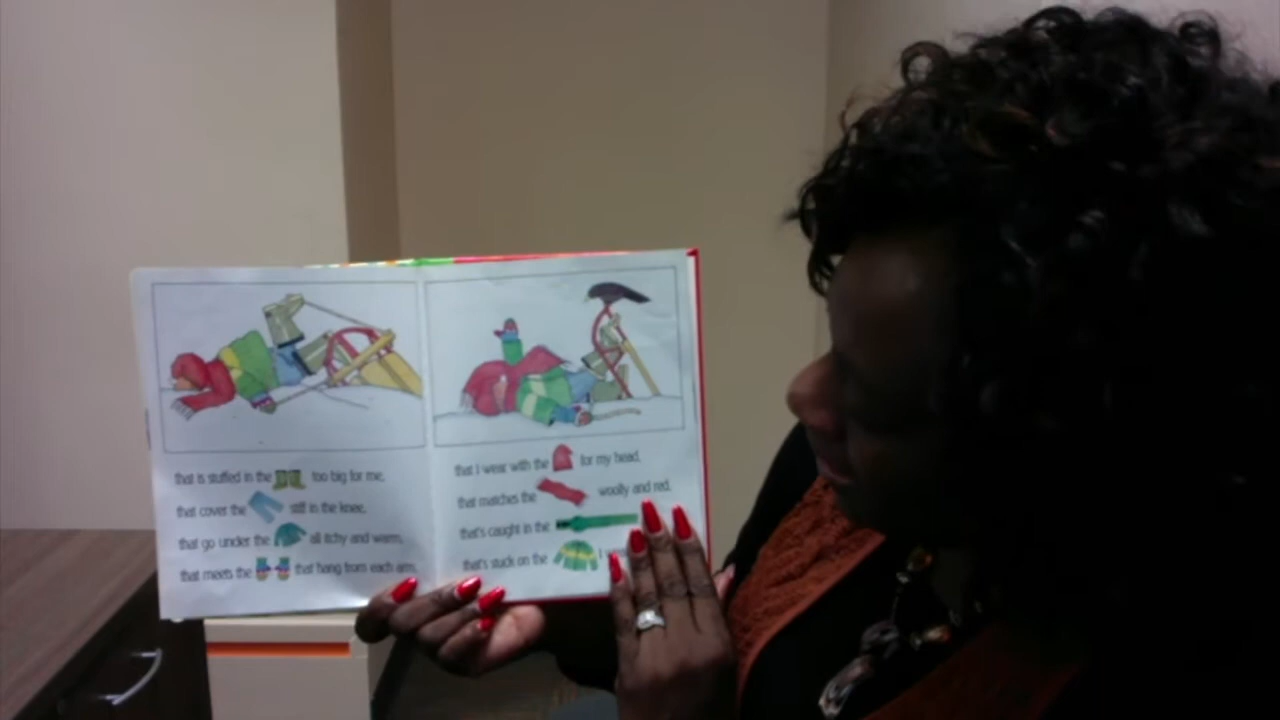 that is stuffed in the too big for me,
that cover the stiff in the knee,
that go under the all itchy and warm,
that meets the that hang from each arm,
that I wear with the for my head,
that matches the woolly and red,
that's caught in the
that's stuck on the I